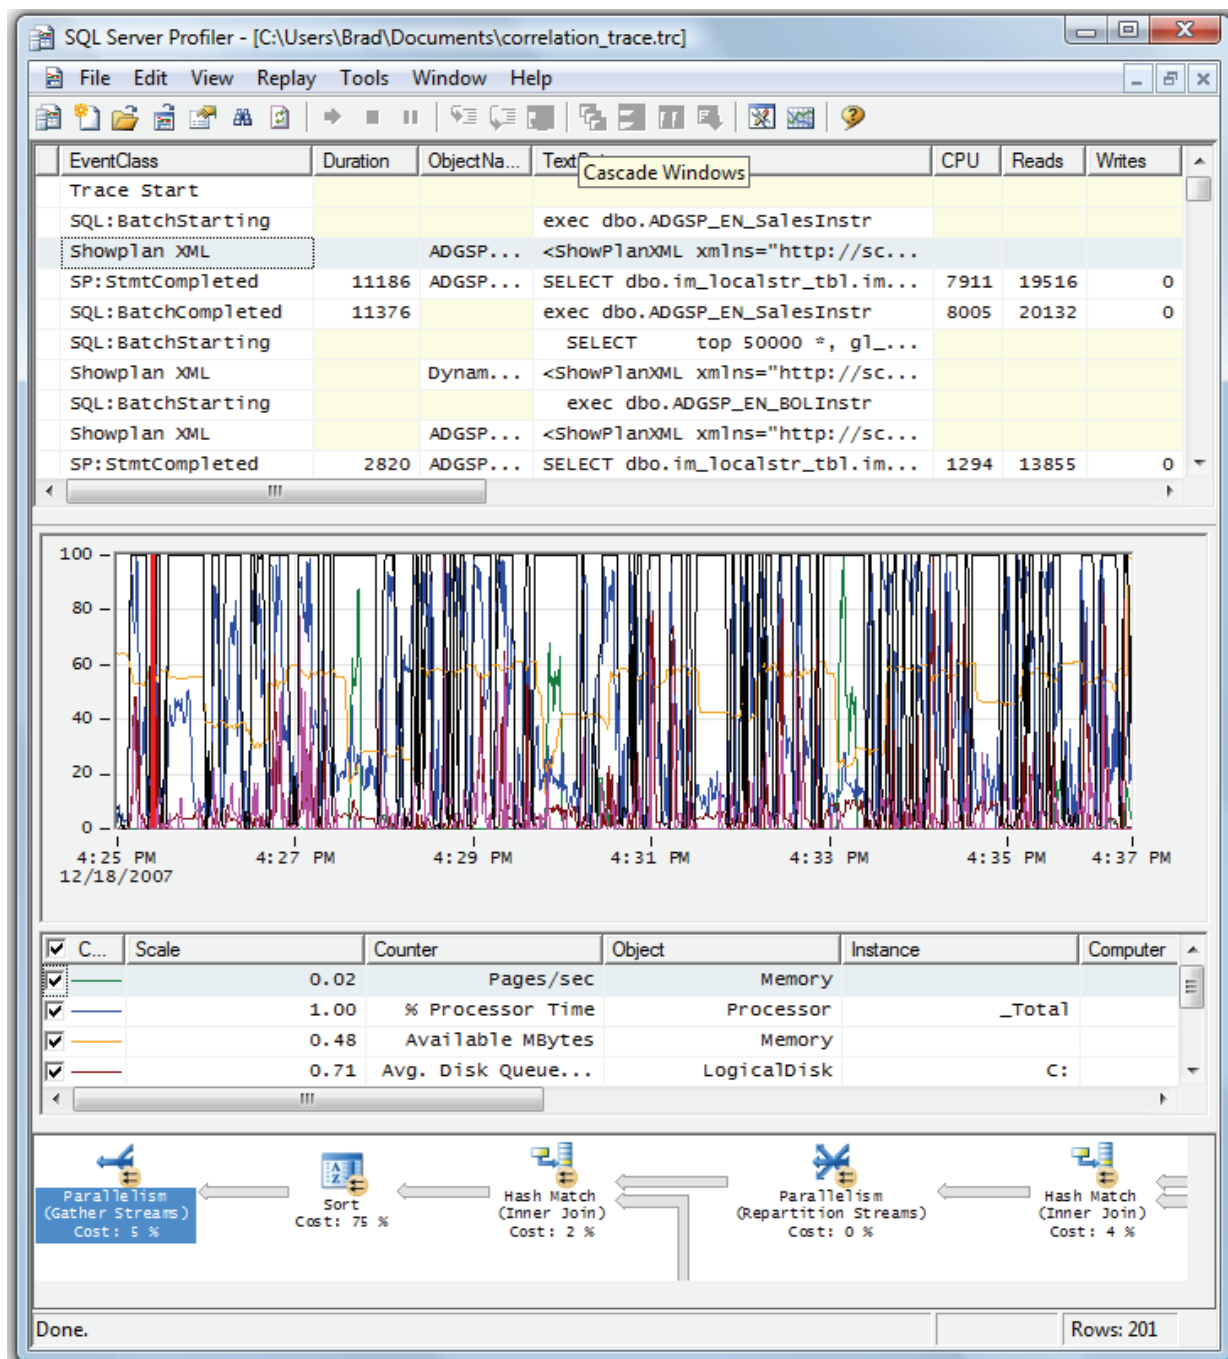 SQL Server Profiler - [C:\Users\Brad\Documents\correlation_trace.trc]
File Edit View Replay Tools Window Help
EventClass Duration ObjectNa... CPU Reads Writes
Cascade Windows
Trace Start
SQL:BatchStarting exec dbo.ADGSP_EN_SalesInstr
Showplan XML ADGSP... <ShowPlanXML xmlns="http://sc...
SP:StmtCompleted 11186 ADGSP... SELECT dbo.im_localstr_tbl.im... 7911 19516 0
SQL:BatchCompleted 11376 exec dbo.ADGSP_EN_SalesInstr 8005 20132 0
SQL:BatchStarting SELECT top 50000 *, gl_...
Showplan XML Dynam... <ShowPlanXML xmlns="http://sc...
SQL:BatchStarting exec dbo.ADGSP_EN_BOLInstr
Showplan XML ADGSP... <ShowPlanXML xmlns="http://sc...
SP:StmtCompleted 2820 ADGSP... SELECT dbo.im_localstr_tbl.im... 1294 13855 0
100
80
60
40
20
0
4:25 PM 4:27 PM 4:29 PM 4:31 PM 4:33 PM 4:35 PM 4:37 PM
12/18/2007
C... Scale Counter Object Instance Computer
0.02 Pages/sec Memory
1.00 % Processor Time Processor _Total
0.48 Available MBytes Memory
0.71 Avg. Disk Queue... LogicalDisk C:
Parallelism
(Gather Streams)
Cost: 5 %
Sort
Cost: 75 %
Hash Match
(Inner Join)
Cost: 2 %
Parallelism
(Repartition Streams)
Cost: 0 %
Hash Match
(Inner Join)
Cost: 4 %
Done. Rows: 201